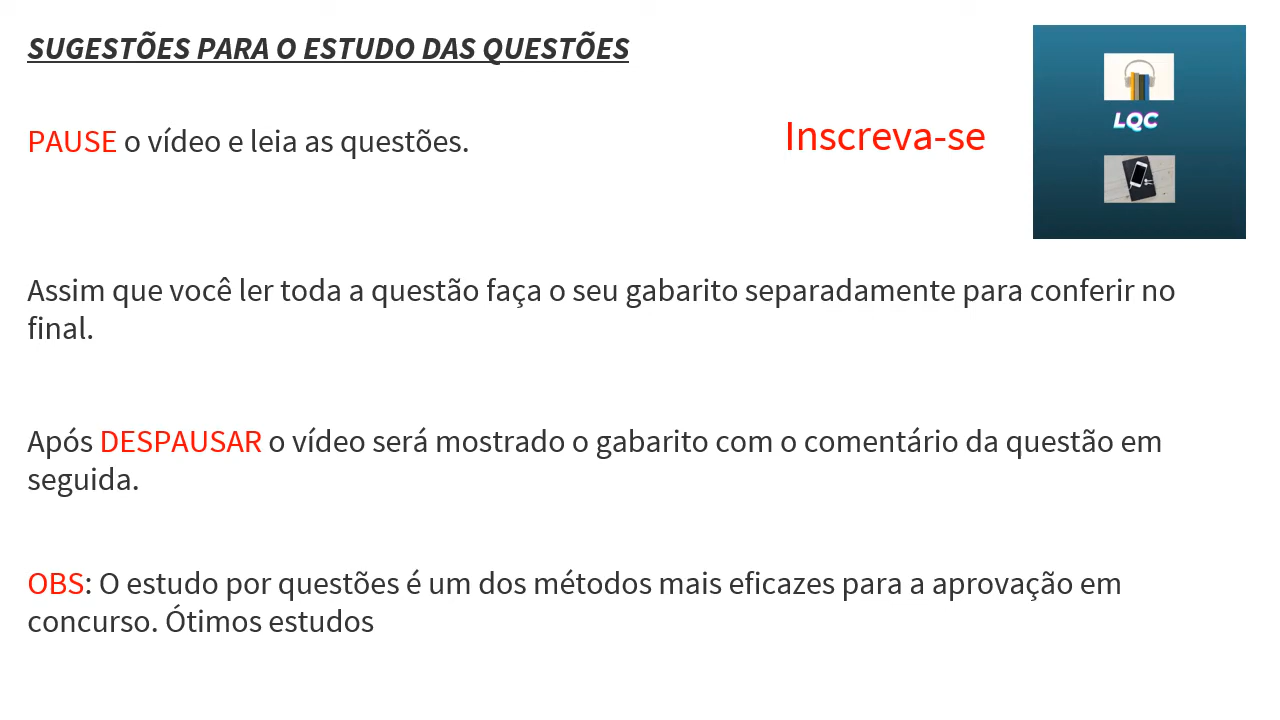 SUGESTÕES PARA O ESTUDO DAS QUESTÕES
PAUSE o vídeo e leia as questões.
Inscreva-se
LQC
Assim que você ler toda a questão faça o seu gabarito separadamente para conferir no
final.
Após DESPAUSAR o vídeo será mostrado o gabarito com o comentário da questão em
seguida.
OBS: O estudo por questões é um dos métodos mais eficazes para a aprovação em
concurso. Ótimos estudos